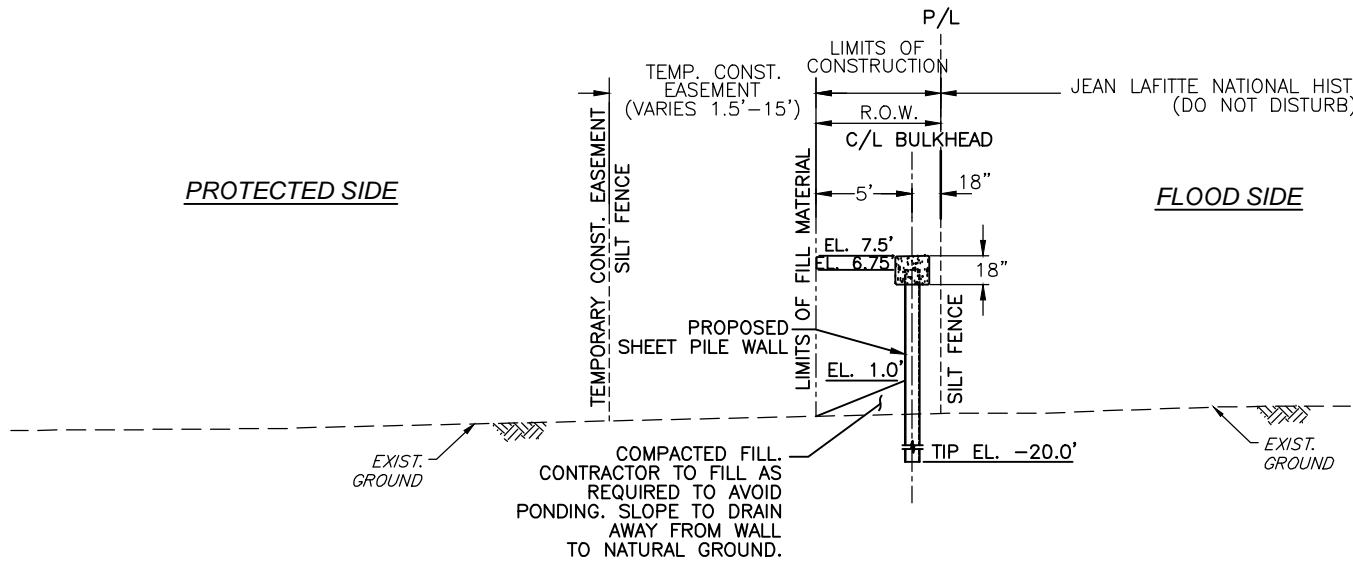 P/L
LIMITS OF
CONSTRUCTION
TEMP. CONST.
EASEMENT
(VARIES 1.5'-15')
JEAN LAFITTE NATIONAL HIST
(DO NOT DISTURB)
R.O.W.
C/L BULKHEAD
PROTECTED SIDE
TEMPORARY CONST. EASEMENT
SILT FENCE
LIMITS OF FILL MATERIAL
5'
18"
FLOOD SIDE
EL. 7.5'
EL. 6.75'
18"
PROPOSED
SHEET PILE WALL
EL. 1.0'
SILT FENCE
EXIST.
GROUND
COMPACTED FILL.
CONTRACTOR TO FILL AS
REQUIRED TO AVOID
PONDING. SLOPE TO DRAIN
AWAY FROM WALL
TO NATURAL GROUND.
TIP EL. -20.0'
EXIST.
GROUND